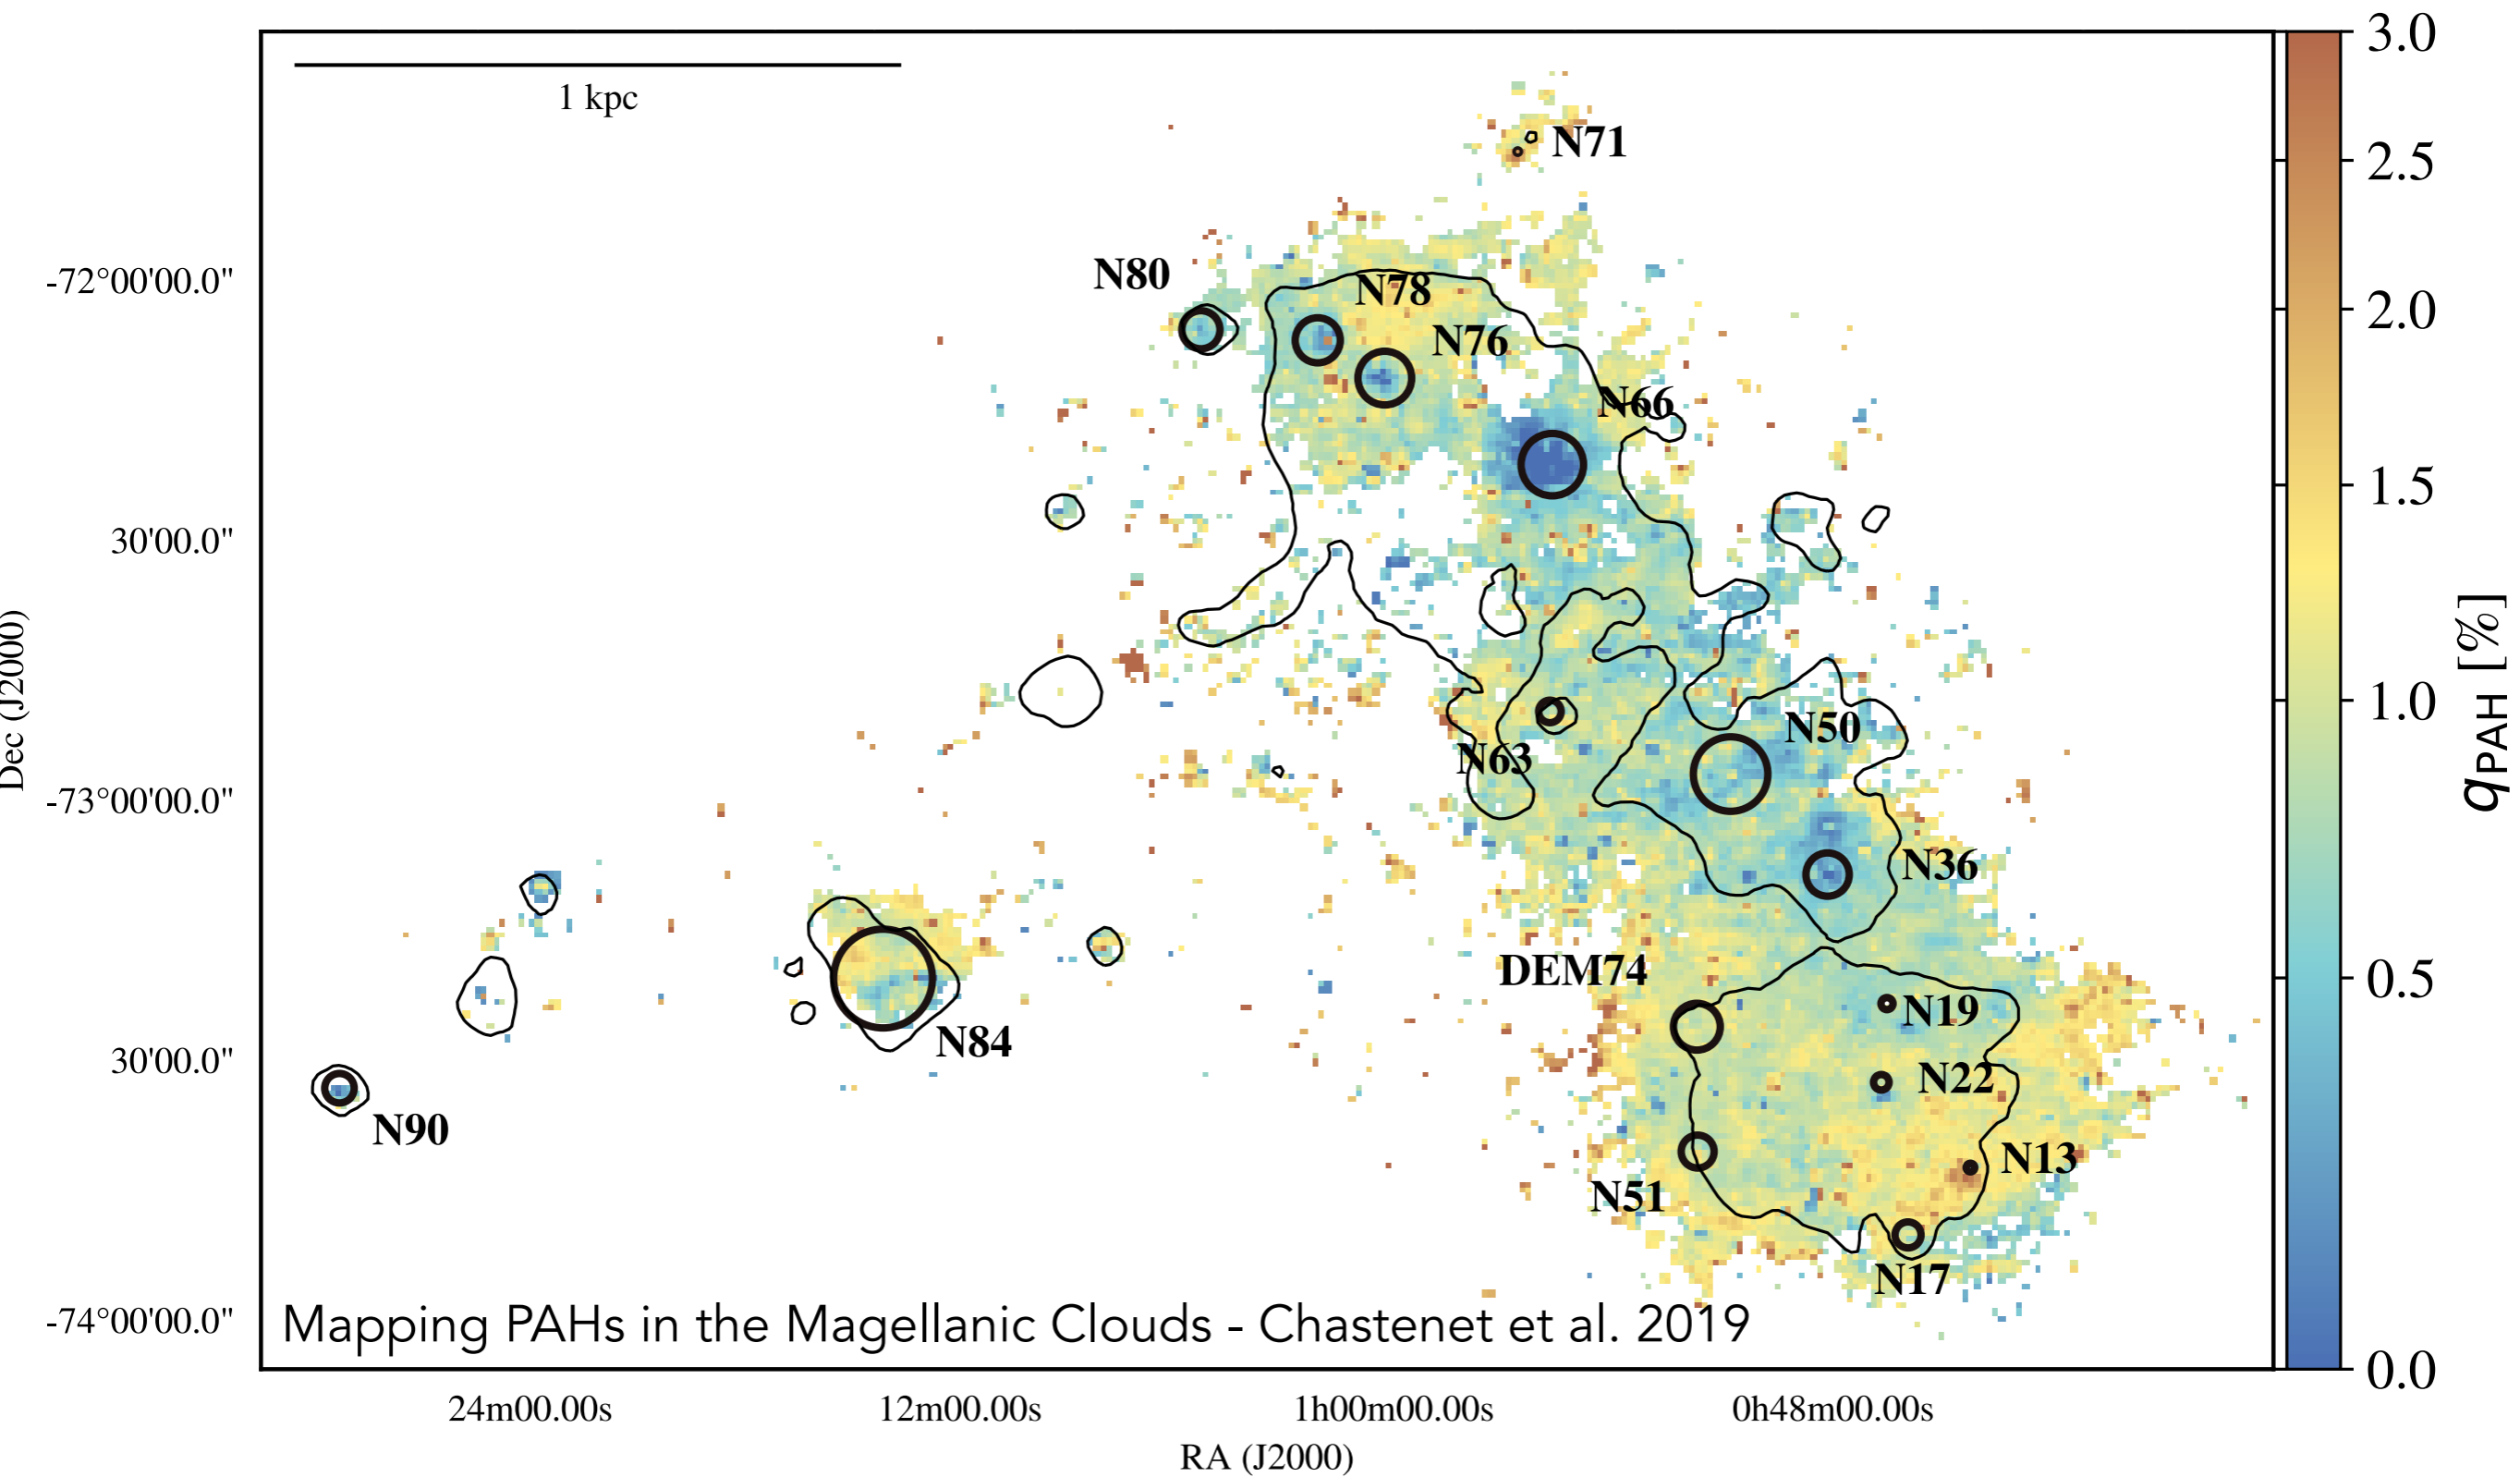 1 kpc
N71
N80
N78
N76
N66
N63
N50
N36
DEM74
N19
N22
N13
N51
N17
N84
N90
Mapping PAHs in the Magellanic Clouds - Chastenet et al. 2019
-72°00'00.0"
30'00.0"
-73°00'00.0"
30'00.0"
-74°00'00.0"
Dec (J2000)
24m00.00s
12m00.00s
1h00m00.00s
0h48m00.00s
RA (J2000)
3.0
2.5
2.0
1.5
1.0
0.5
0.0
qPAH [%]